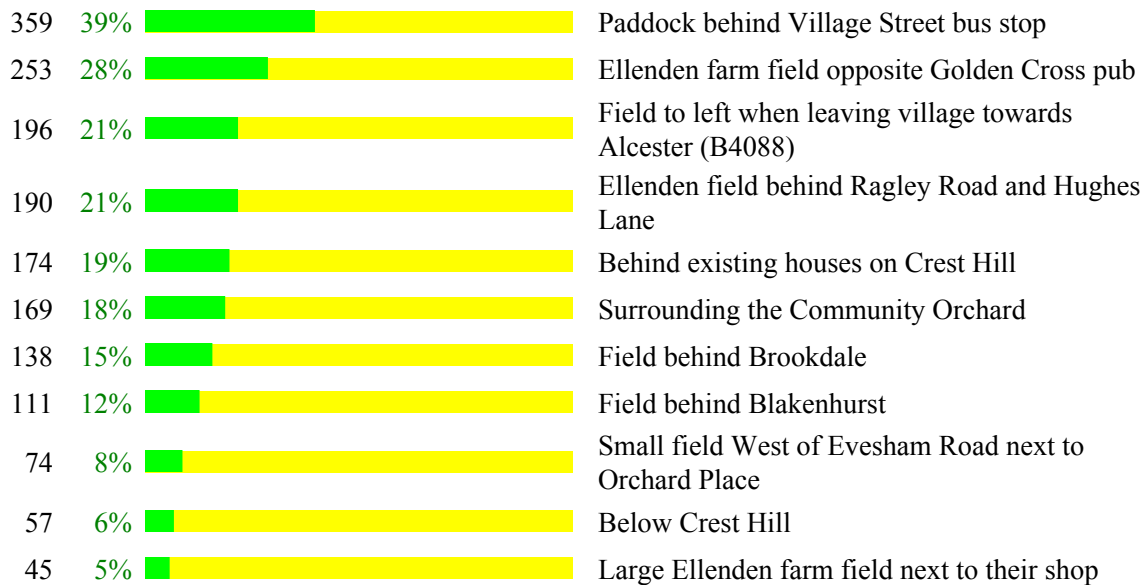 359 39% Paddock behind Village Street bus stop
253 28% Ellenden farm field opposite Golden Cross pub
196 21% Field to left when leaving village towards
Alcester (B4088)
190 21% Ellenden field behind Ragley Road and Hughes
Lane
174 19% Behind existing houses on Crest Hill
169 18% Surrounding the Community Orchard
138 15% Field behind Brookdale
111 12% Field behind Blakenhurst
74 8% Small field West of Evesham Road next to
Orchard Place
57 6% Below Crest Hill
45 5% Large Ellenden farm field next to their shop